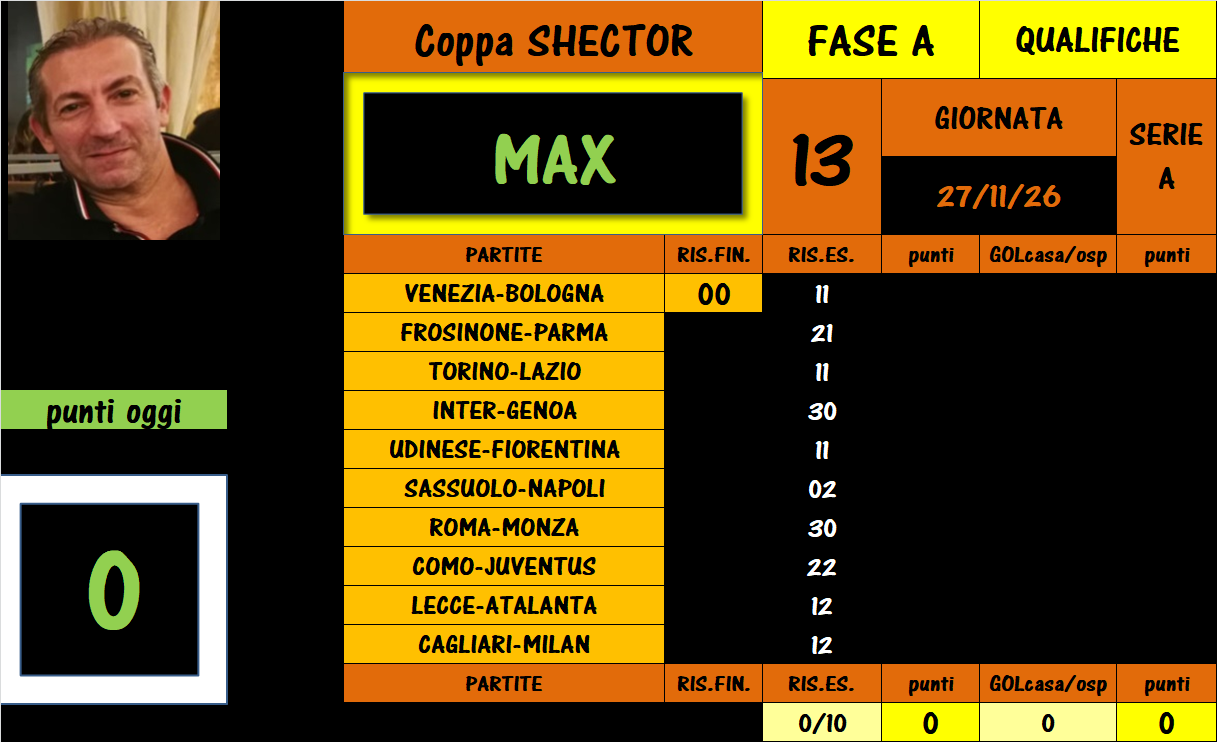 Coppa SHECTOR FASE A QUALIFICHE
MAX 13 GIORNATA SERIE A
27/11/26
PARTITE RIS.FIN. RIS.ES. punti GOLcasa/osp punti
VENEZIA-BOLOGNA 00 11
FROSINONE-PARMA 21
TORINO-LAZIO 11
INTER-GENOA 30
punti oggi
UDINESE-FIORENTINA 11
SASSUOLO-NAPOLI 02
ROMA-MONZA 30
COMO-JUVENTUS 22
0
LECCE-ATALANTA 12
CAGLIARI-MILAN 12
PARTITE RIS.FIN. RIS.ES. punti GOLcasa/osp punti
0/10 0 0 0